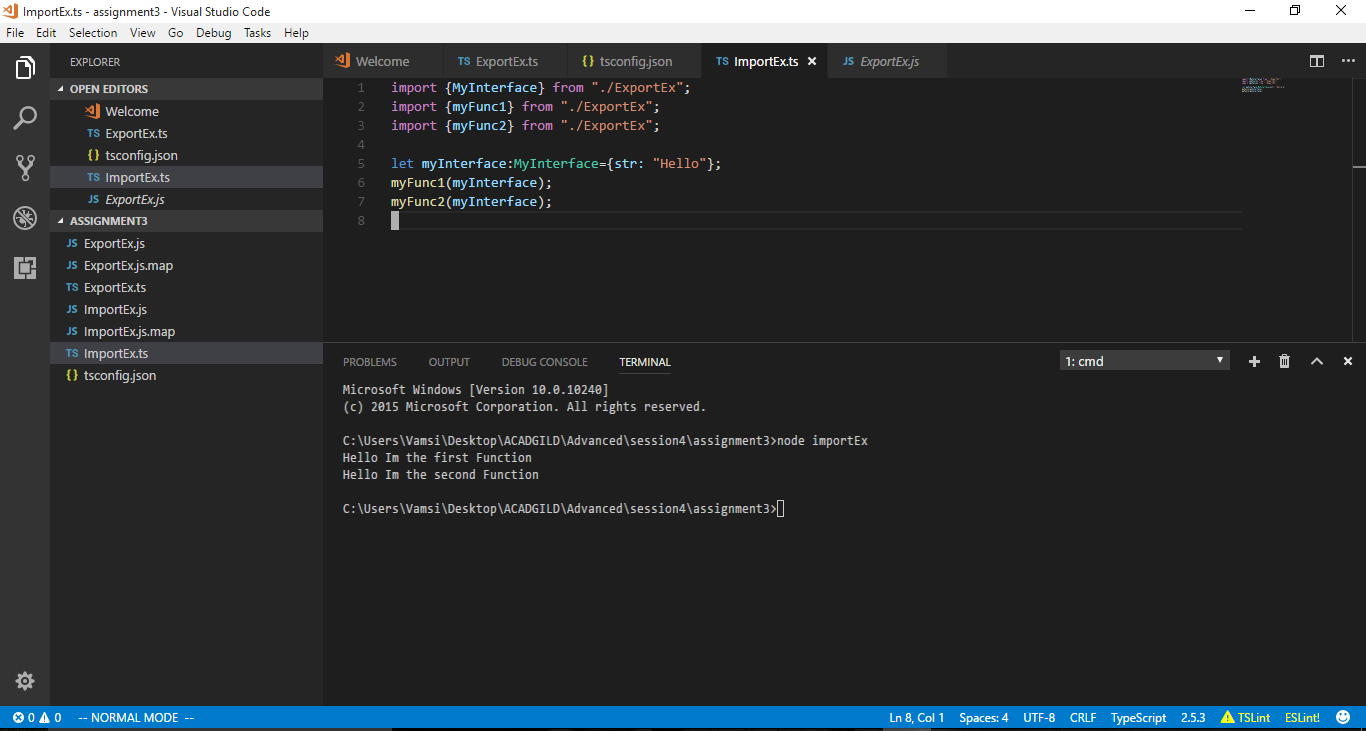 ImportEx.ts - assignment3 - Visual Studio Code
File Edit Selection View Go Debug Tasks Help
EXPLORER
OPEN EDITORS
Welcome
TS ExportEx.ts
{} tsconfig.json
TS ImportEx.ts
JS ExportEx.js
ASSIGNMENT3
JS ExportEx.js
JS ExportEx.js.map
TS ExportEx.ts
JS ImportEx.js
JS ImportEx.js.map
TS ImportEx.ts
{} tsconfig.json
Welcome TS ExportEx.ts {} tsconfig.json TS ImportEx.ts JS ExportEx.js
1 import {MyInterface} from "./ExportEx";
2 import {myFunc1} from "./ExportEx";
3 import {myFunc2} from "./ExportEx";
4
5 let myInterface:MyInterface={str: "Hello"};
6 myFunc1(myInterface);
7 myFunc2(myInterface);
8
PROBLEMS OUTPUT DEBUG CONSOLE TERMINAL 1: cmd
Microsoft Windows [Version 10.0.10240]
(c) 2015 Microsoft Corporation. All rights reserved.
C:\Users\Vamsi\Desktop\ACADGILD\Advanced\session4\assignment3>node importEx
Hello Im the first Function
Hello Im the second Function
C:\Users\Vamsi\Desktop\ACADGILD\Advanced\session4\assignment3>
0 0 -- NORMAL MODE -- Ln 8, Col 1 Spaces: 4 UTF-8 CRLF TypeScript 2.5.3 TSLint ESLint!